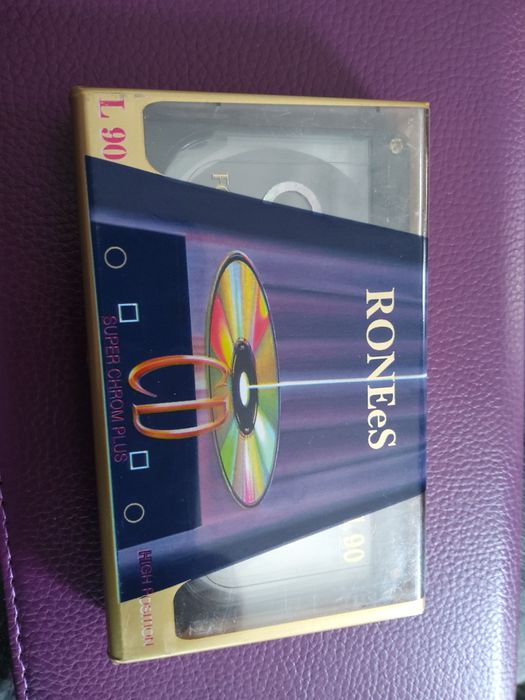 RONEeS
CD
SUPER CHROM PLUS
L 90
HIGH POSITION
90